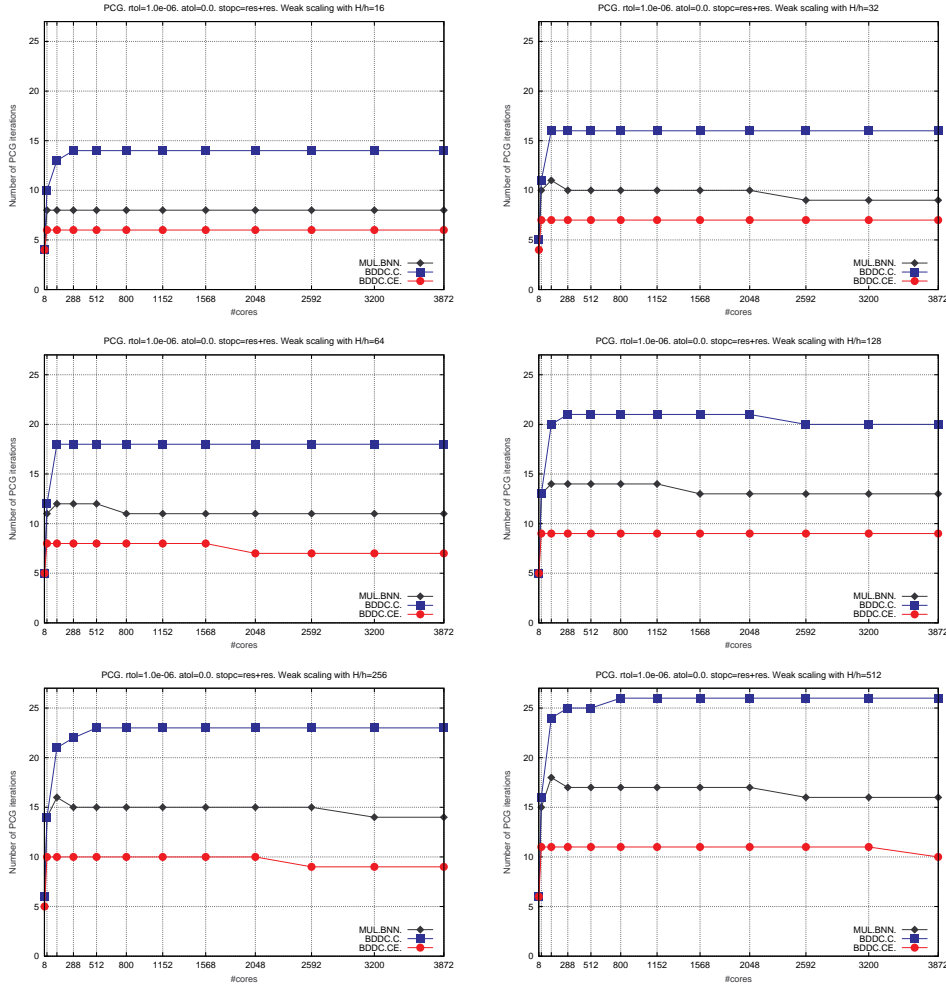 PCG. rtol=1.0e-06. atol=0.0. stopc=res+res. Weak scaling with H/h=16
Number of PCG iterations
25
20
15
10
5
0
MUL.BNN.
BDDC.C.
BDDC.CE.
8 288 512 800 1152 1568 2048 2592 3200 3872
#cores
PCG. rtol=1.0e-06. atol=0.0. stopc=res+res. Weak scaling with H/h=32
Number of PCG iterations
25
20
15
10
5
0
MUL.BNN.
BDDC.C.
BDDC.CE.
8 288 512 800 1152 1568 2048 2592 3200 3872
#cores
PCG. rtol=1.0e-06. atol=0.0. stopc=res+res. Weak scaling with H/h=64
Number of PCG iterations
25
20
15
10
5
0
MUL.BNN.
BDDC.C.
BDDC.CE.
8 288 512 800 1152 1568 2048 2592 3200 3872
#cores
PCG. rtol=1.0e-06. atol=0.0. stopc=res+res. Weak scaling with H/h=128
Number of PCG iterations
25
20
15
10
5
0
MUL.BNN.
BDDC.C.
BDDC.CE.
8 288 512 800 1152 1568 2048 2592 3200 3872
#cores
PCG. rtol=1.0e-06. atol=0.0. stopc=res+res. Weak scaling with H/h=256
Number of PCG iterations
25
20
15
10
5
0
MUL.BNN.
BDDC.C.
BDDC.CE.
8 288 512 800 1152 1568 2048 2592 3200 3872
#cores
PCG. rtol=1.0e-06. atol=0.0. stopc=res+res. Weak scaling with H/h=512
Number of PCG iterations
25
20
15
10
5
0
MUL.BNN.
BDDC.C.
BDDC.CE.
8 288 512 800 1152 1568 2048 2592 3200 3872
#cores